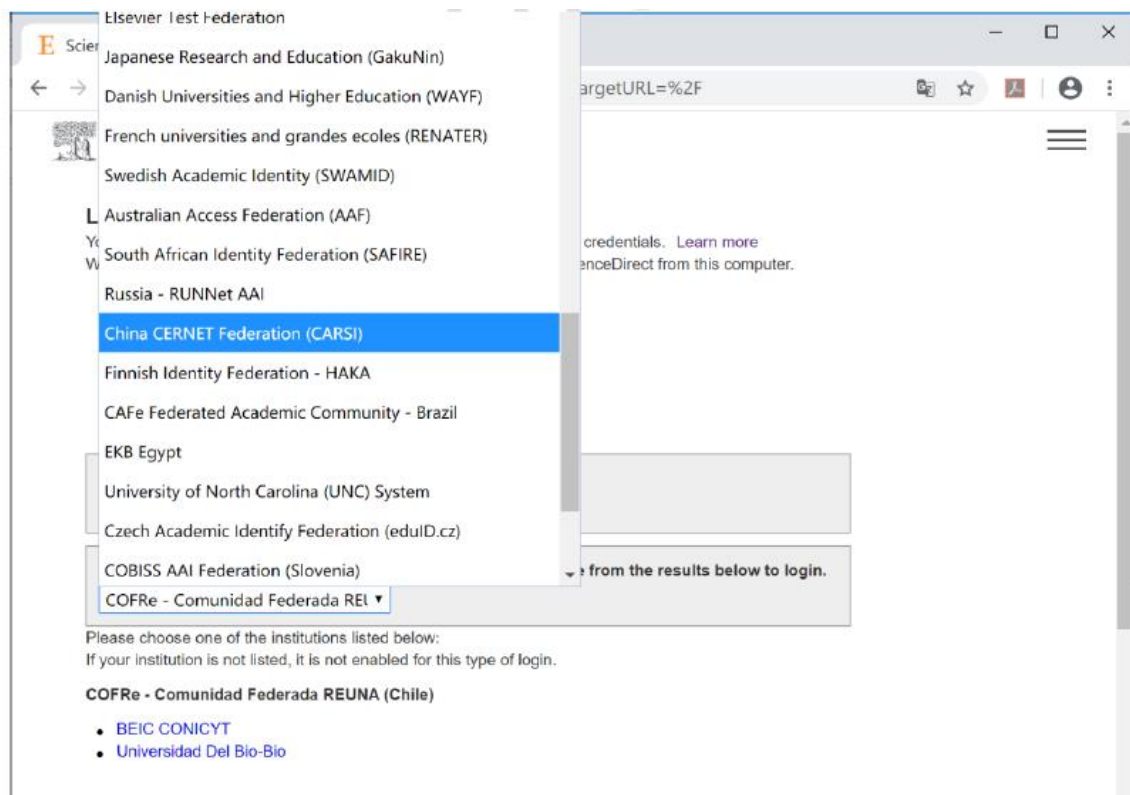 Elsevier Test Federation
E Scien
Japanese Research and Education (GakuNin)
argetURL=%2F
Danish Universities and Higher Education (WAYF)
French universities and grandes ecoles (RENATER)
Swedish Academic Identity (SWAMID)
L
Australian Access Federation (AAF)
Yo
credentials. Learn more
South African Identity Federation (SAFIRE)
W
enceDirect from this computer.
Russia - RUNNet AAI
China CERNET Federation (CARSI)
Finnish Identity Federation - HAKA
CAFe Federated Academic Community - Brazil
EKB Egypt
University of North Carolina (UNC) System
Czech Academic Identify Federation (eduID.cz)
COBISS AAI Federation (Slovenia)
e from the results below to login.
COFRe - Comunidad Federada REU
Please choose one of the institutions listed below:
If your institution is not listed, it is not enabled for this type of login.
COFRe - Comunidad Federada REUNA (Chile)
• BEIC CONICYT
• Universidad Del Bio-Bio